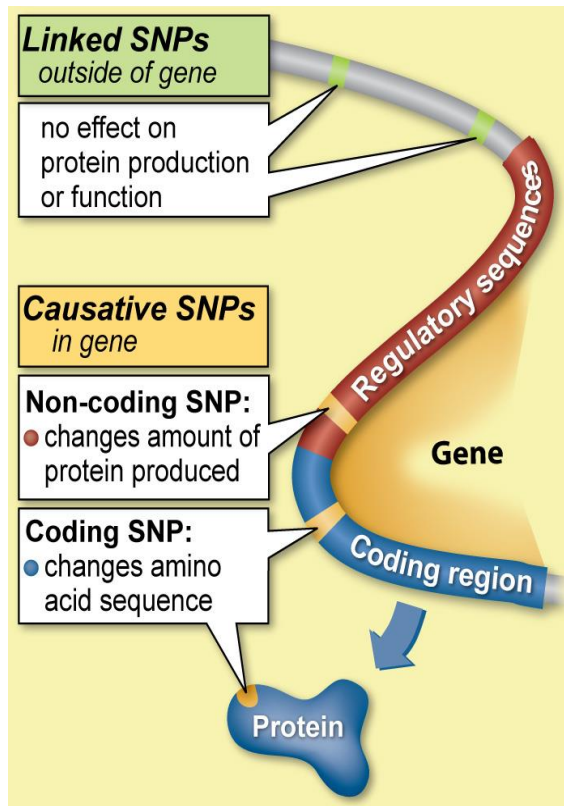 Linked SNPs
outside of gene
no effect on
protein production
or function
Regulatory sequences
Causative SNPs
in gene
Non-coding SNP:
changes amount of
protein produced
Gene
Coding SNP:
changes amino
acid sequence
Coding region
Protein